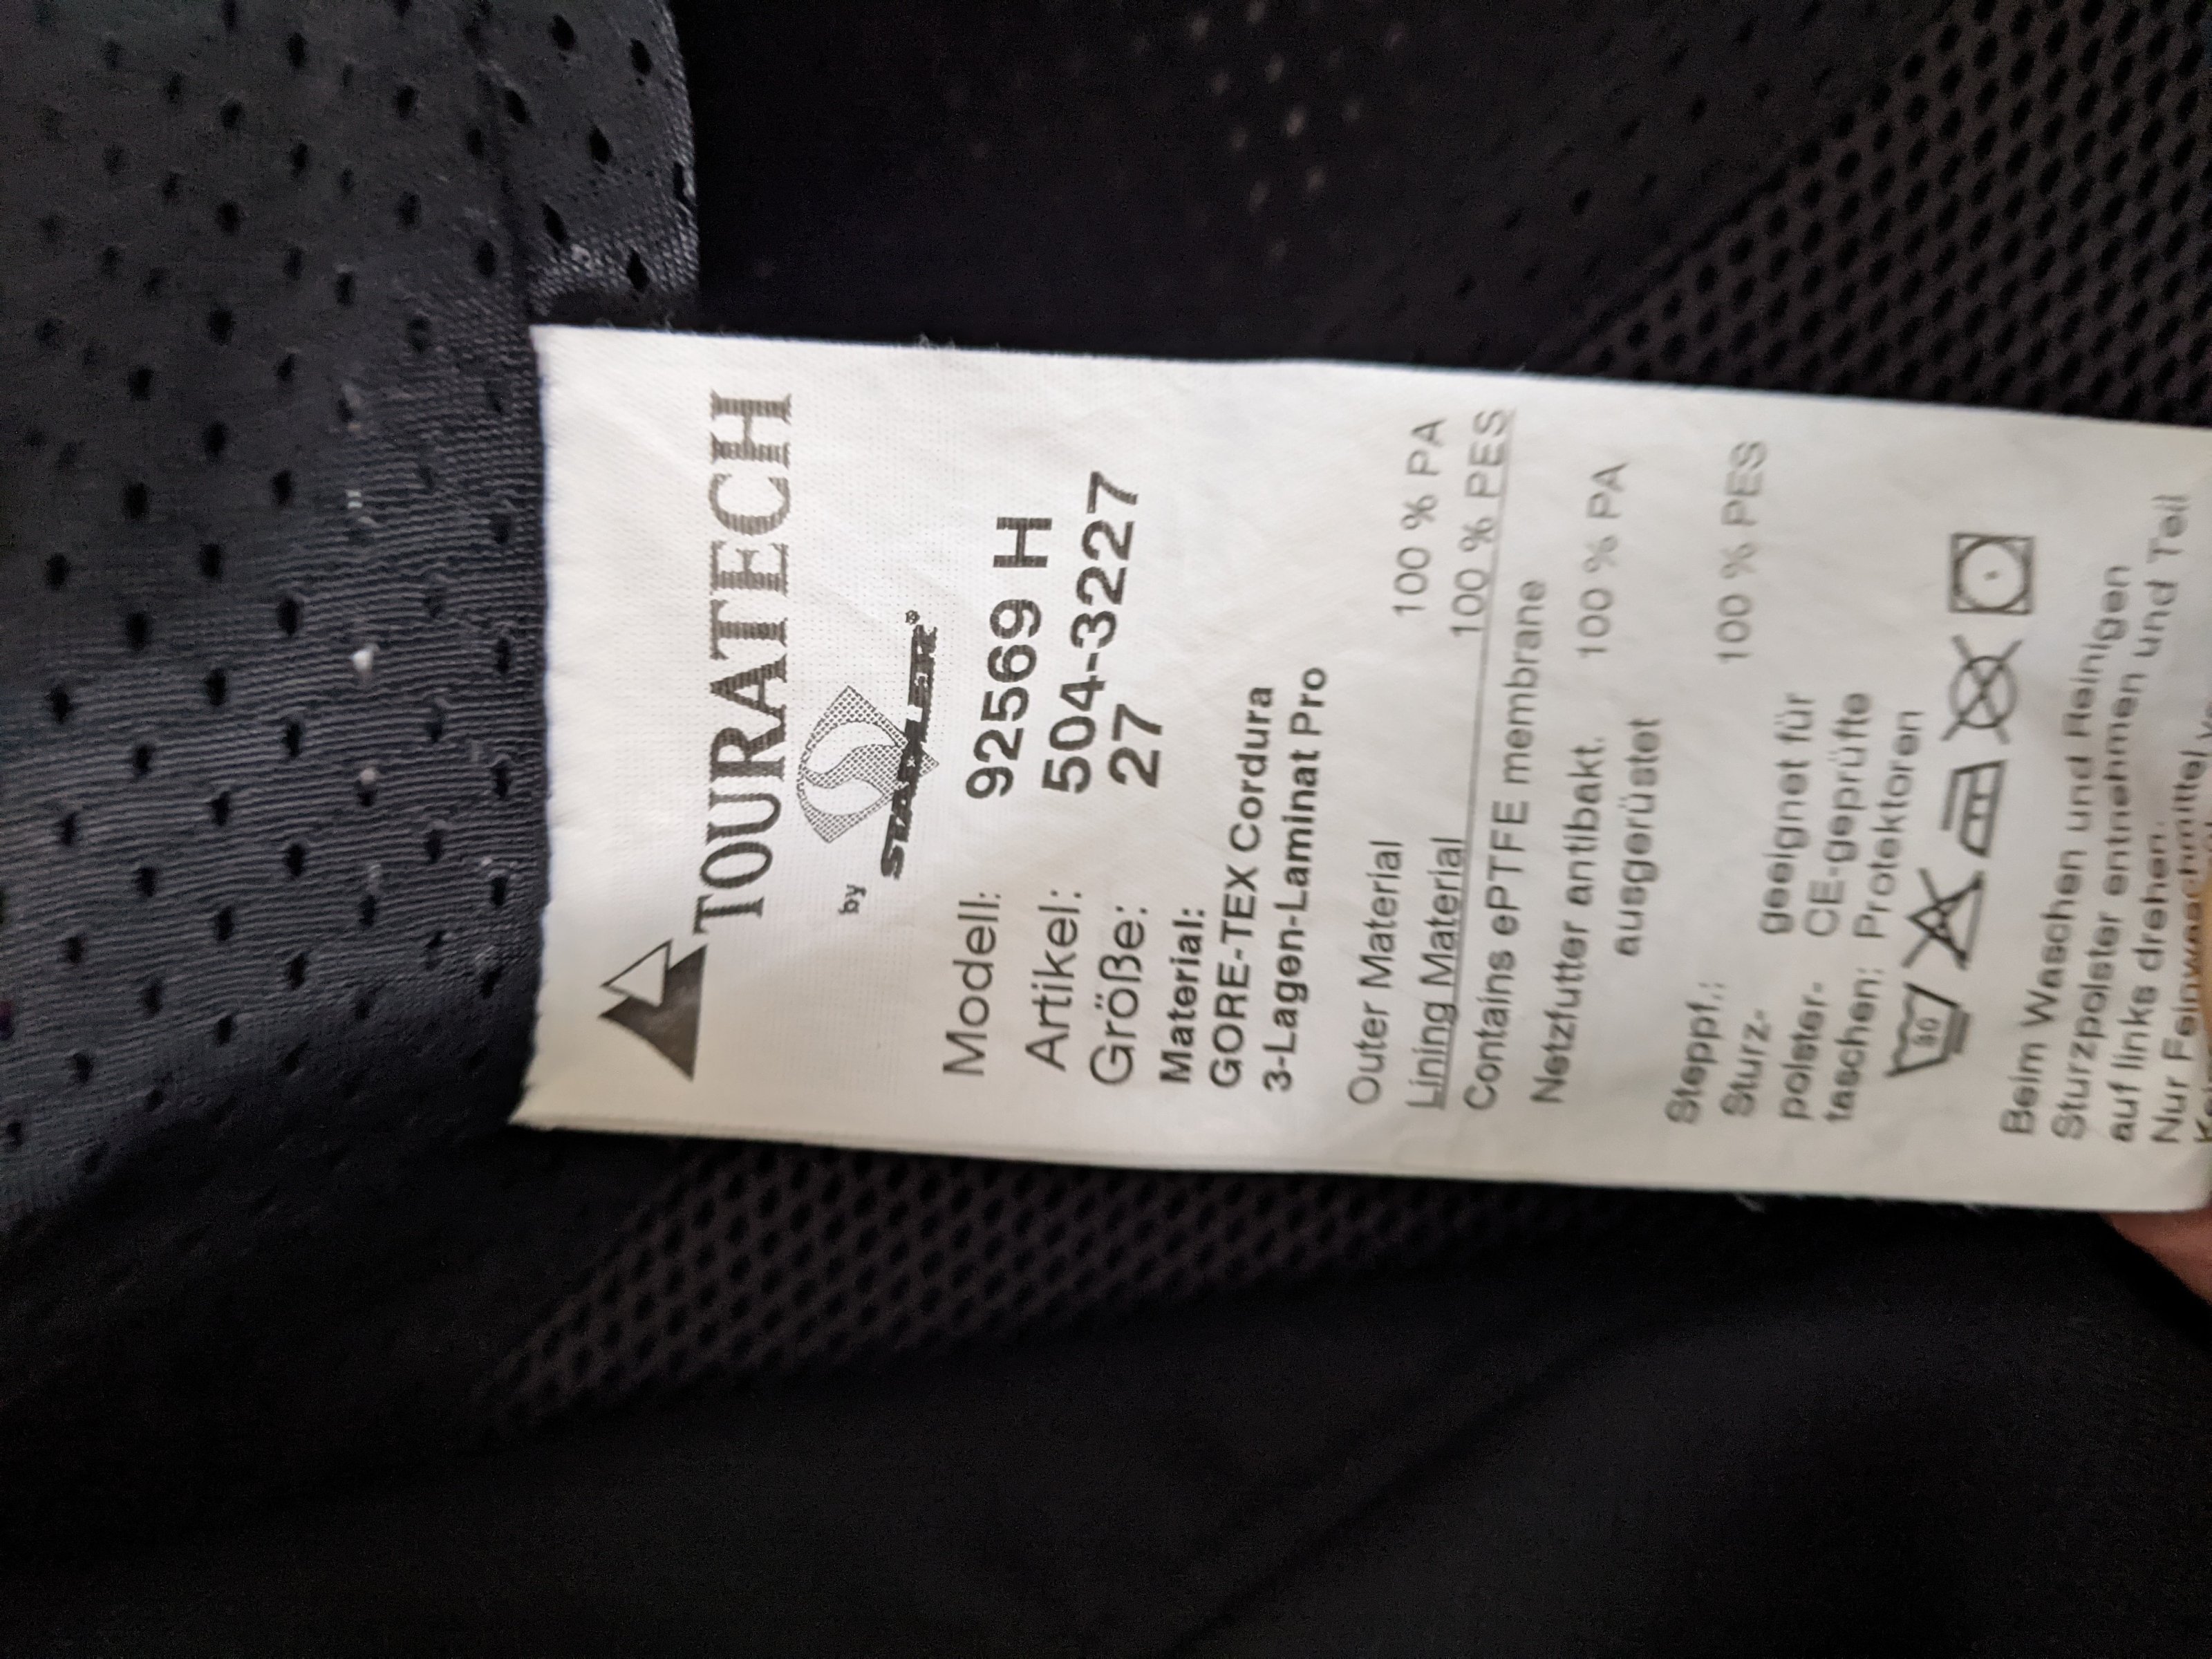 TOURATECH
by STADLER®
Modell: 92569 H
Artikel: 504-3227
Größe: 27
Material:
GORE-TEX Cordura
3-Lagen-Laminat Pro
Outer Material 100 % PA
Lining Material 100 % PES
Contains ePTFE membrane
Netzfutter antibakt. 100 % PA
ausgerüstet
Steppf.: 100 % PES
Sturz- geeignet für
polster- CE-geprüfte
taschen: Protektoren
30
Beim Waschen und Reinigen
Sturzpolster entnehmen und Teil
auf links drehen.
Nur Feinwaschmittel